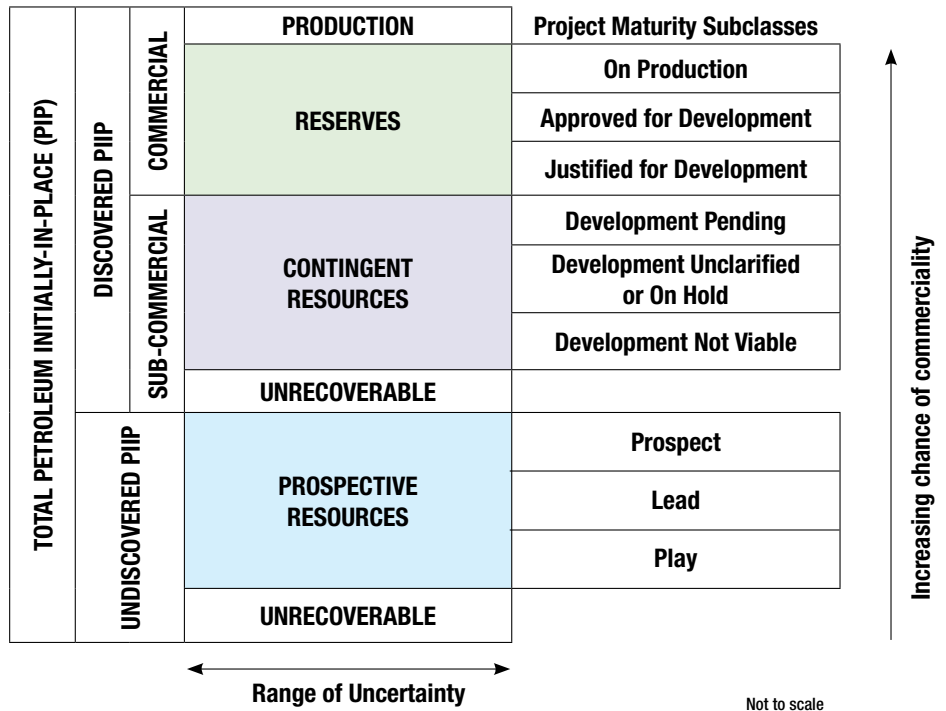 TOTAL PETROLEUM INITIALLY-IN-PLACE (PIP)
DISCOVERED PIIP
COMMERCIAL
SUB-COMMERCIAL
UNDISCOVERED PIIP
PRODUCTION
Project Maturity Subclasses
RESERVES
On Production
Approved for Development
Justified for Development
CONTINGENT
RESOURCES
Development Pending
Development Unclarified
or On Hold
Development Not Viable
UNRECOVERABLE
PROSPECTIVE
RESOURCES
Prospect
Lead
Play
UNRECOVERABLE
Increasing chance of commerciality
Range of Uncertainty
Not to scale